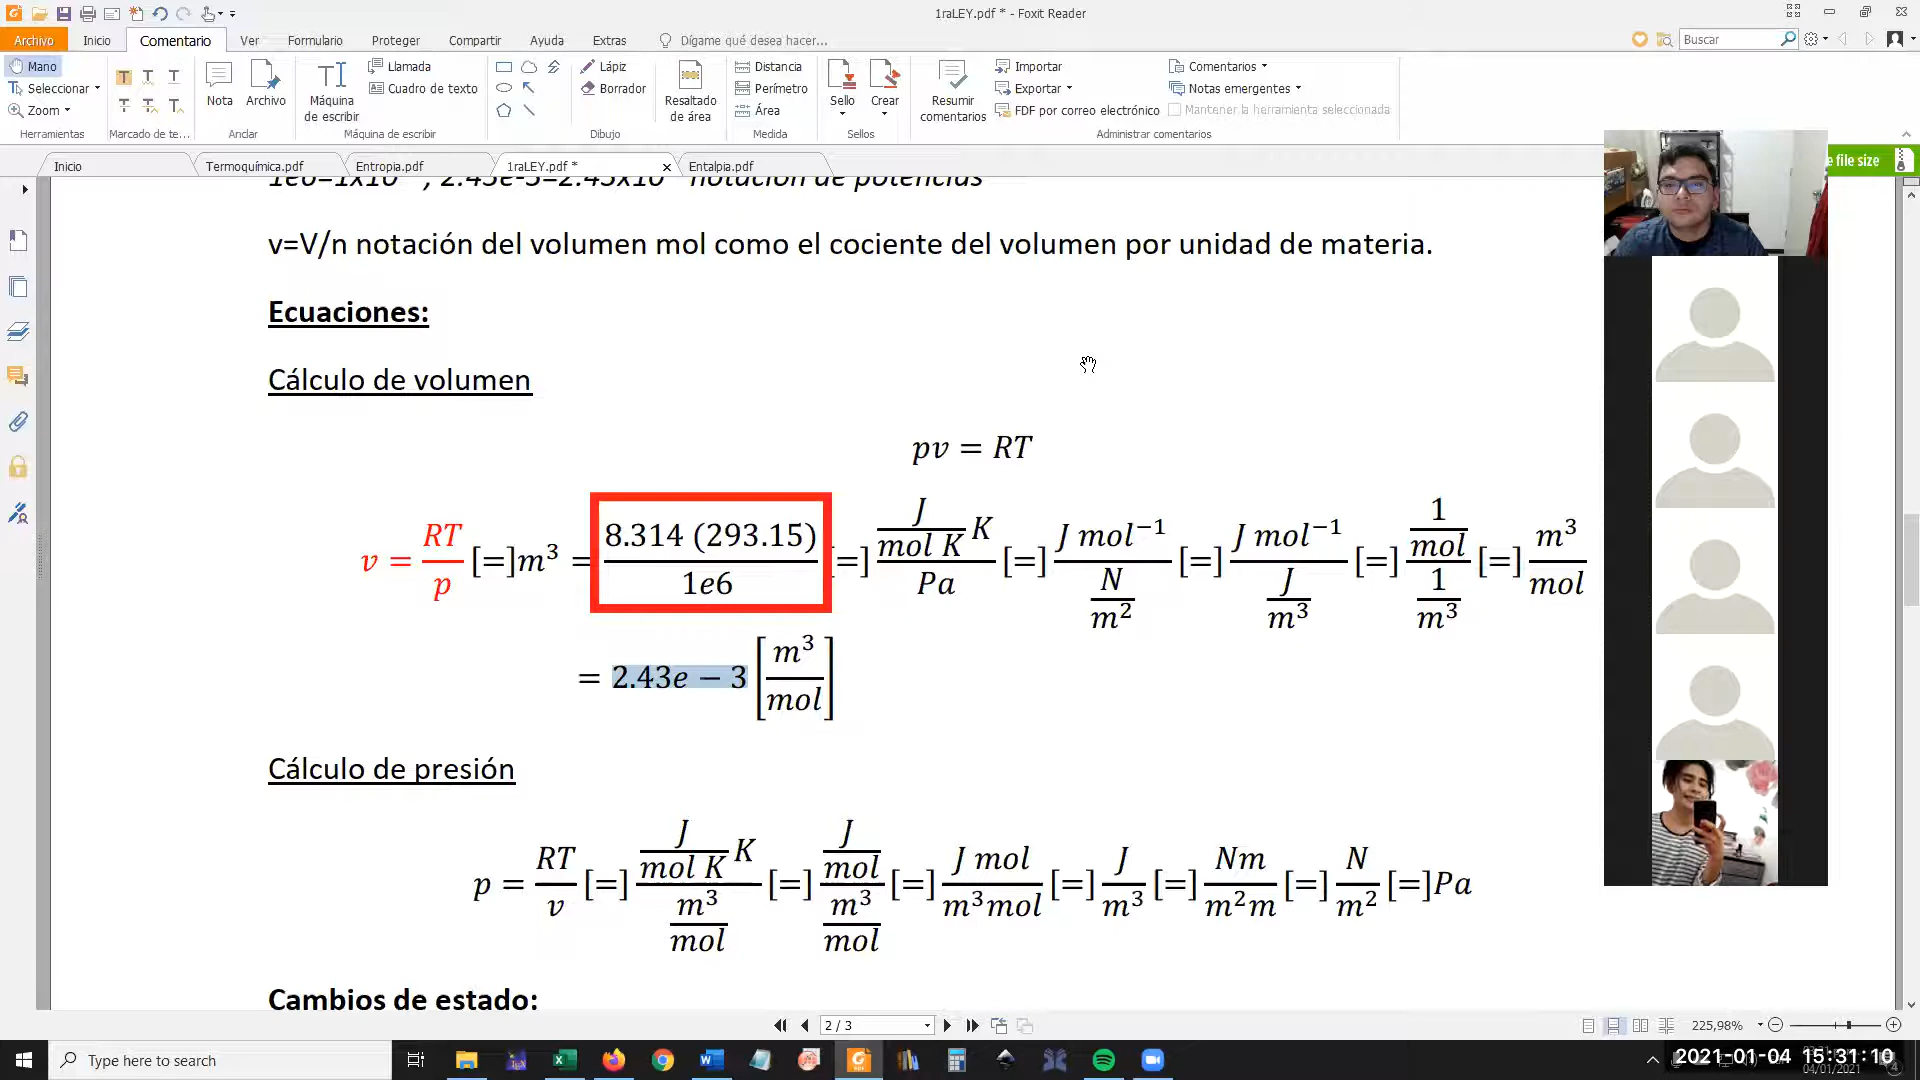 1raLEY.pdf * - Foxit Reader
Archivo Inicio Comentario Ver Formulario Proteger Compartir Ayuda Extras Dígame qué desea hacer... Buscar
Mano Llamada Lápiz Distancia Importar Comentarios
Seleccionar Cuadro de texto Borrador Perímetro Exportar Notas emergentes
Zoom Nota Archivo Máquina de escribir Resaltado de área Área Sello Crear Resumir comentarios FDF por correo electrónico Mantener la herramienta seleccionada
Herramientas Marcado de te... Anclar Máquina de escribir Dibujo Medida Sellos Administrar comentarios
Inicio Termoquímica.pdf Entropia.pdf 1raLEY.pdf * Entalpia.pdf
file size
notación de potencias
v=V/n notación del volumen mol como el cociente del volumen por unidad de materia.
Ecuaciones:
Cálculo de volumen
pv = RT
v = RT/p [=]m³ = 8.314 (293.15)/1e6 [=] (J/(mol K) K)/Pa [=] (J mol⁻¹)/(N/m²) [=] (J mol⁻¹)/(J/m³) [=] (1/mol)/(1/m³) [=] m³/mol
= 2.43e − 3 [m³/mol]
Cálculo de presión
p = RT/v [=] (J/(mol K) K)/(m³/mol) [=] (J/mol)/(m³/mol) [=] (J mol)/(m³mol) [=] J/m³ [=] Nm/(m²m) [=] N/m² [=]Pa
Cambios de estado:
2 / 3 225,98%
Type here to search
2021-01-04 15:31:10
04/01/2021